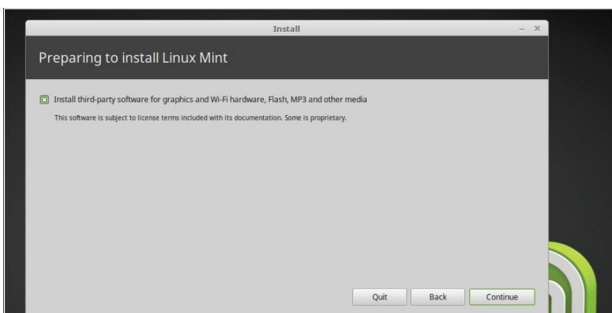 Install
Preparing to install Linux Mint
Install third-party software for graphics and Wi-Fi hardware, Flash, MP3 and other media
This software is subject to license terms included with its documentation. Some is proprietary.
Quit Back Continue